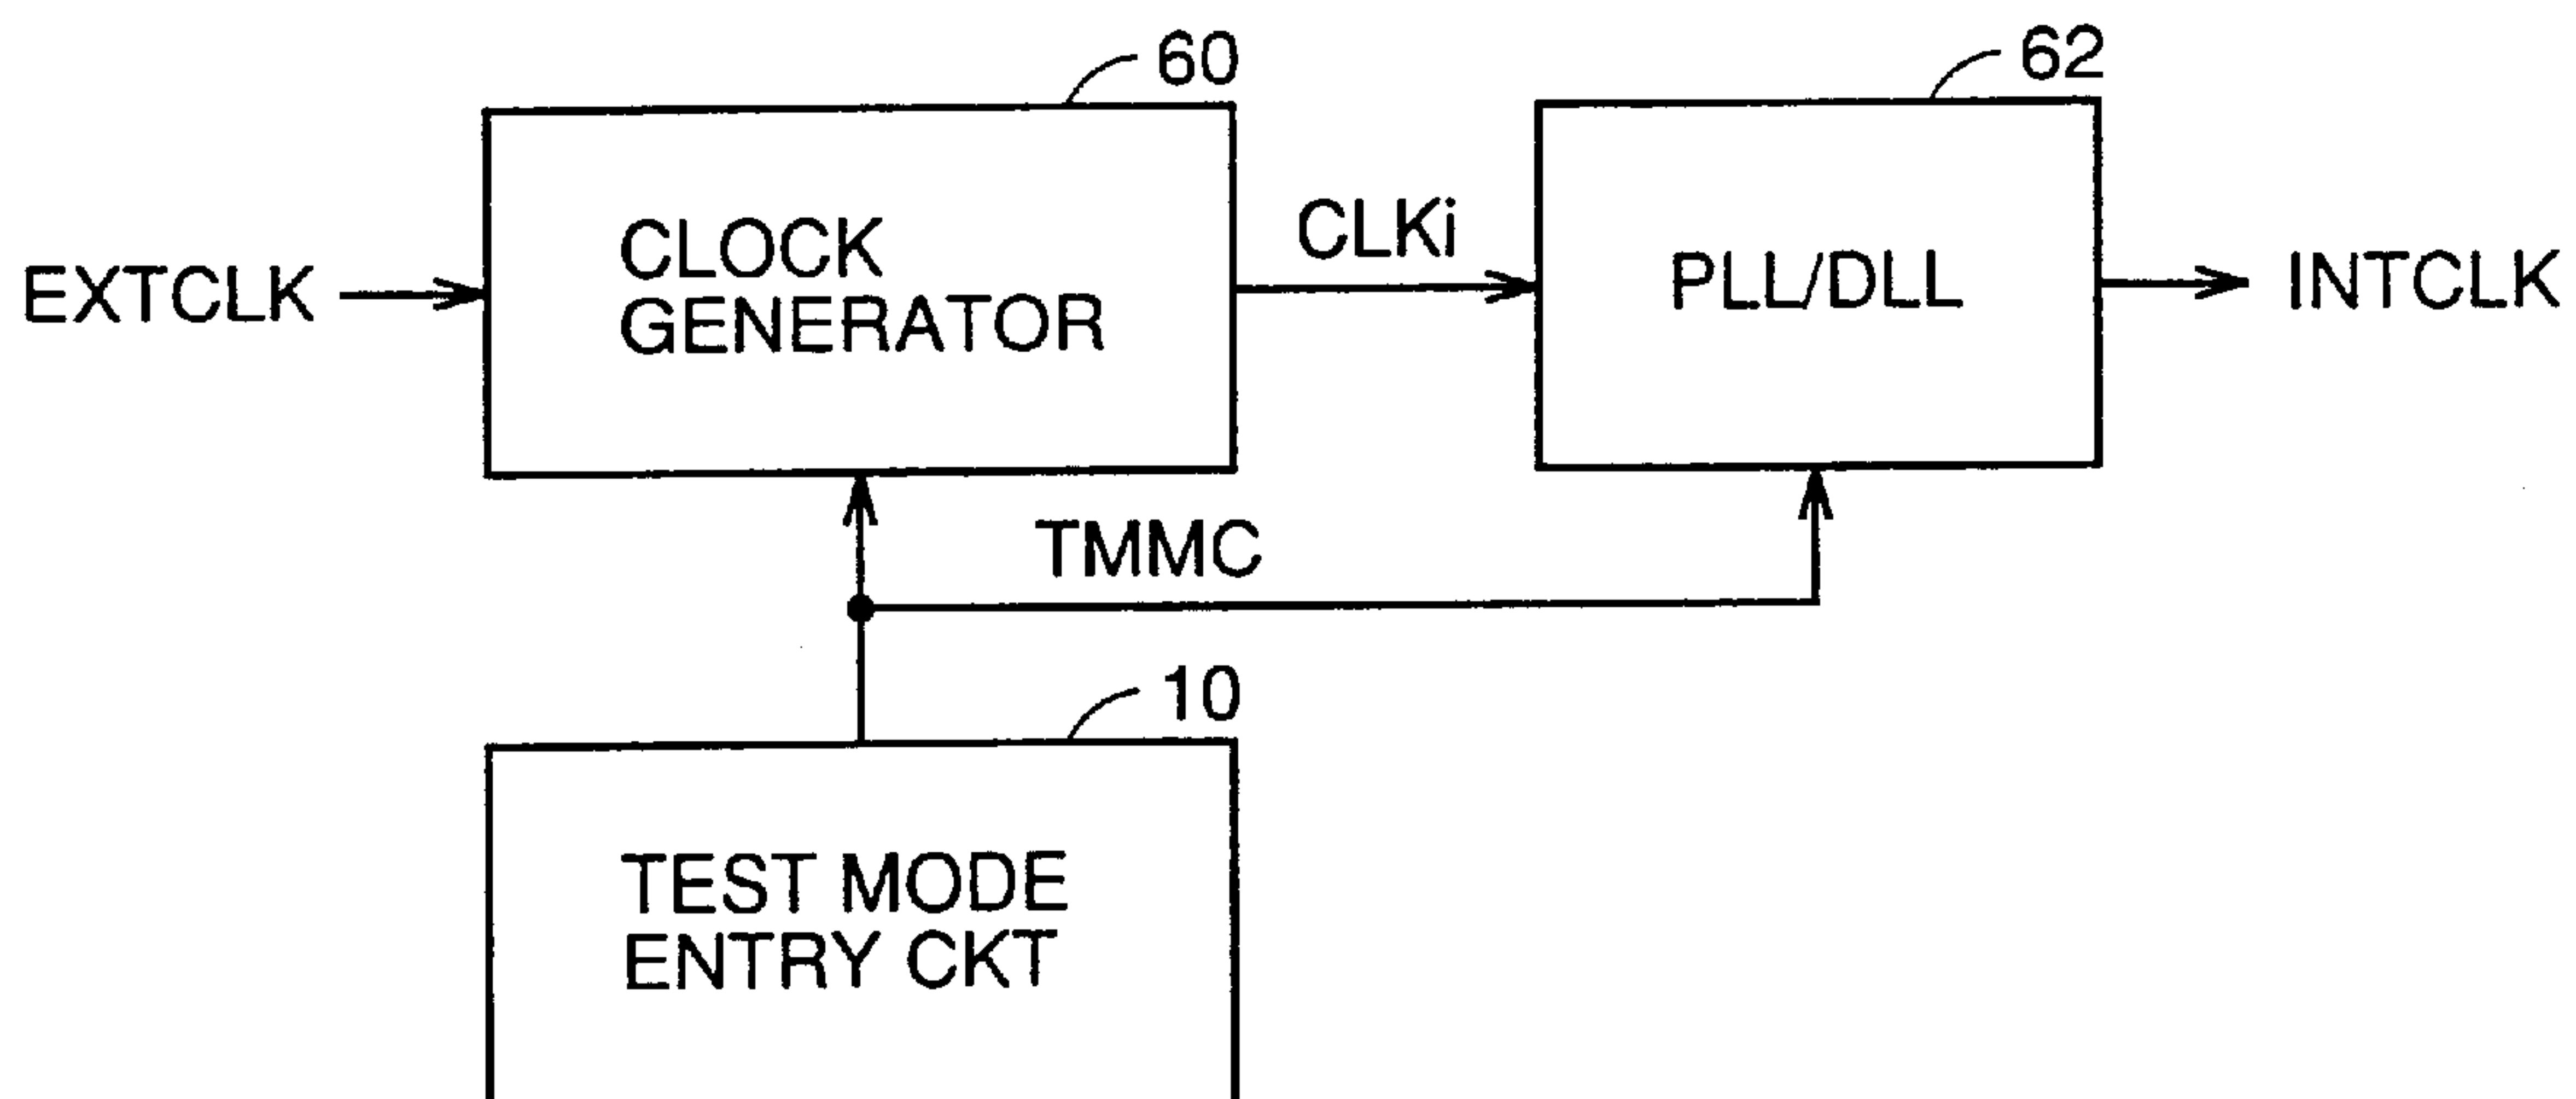 60
62
EXTCLK
CLOCK
GENERATOR
CLKi
PLL/DLL
INTCLK
TMMC
10
TEST MODE
ENTRY CKT